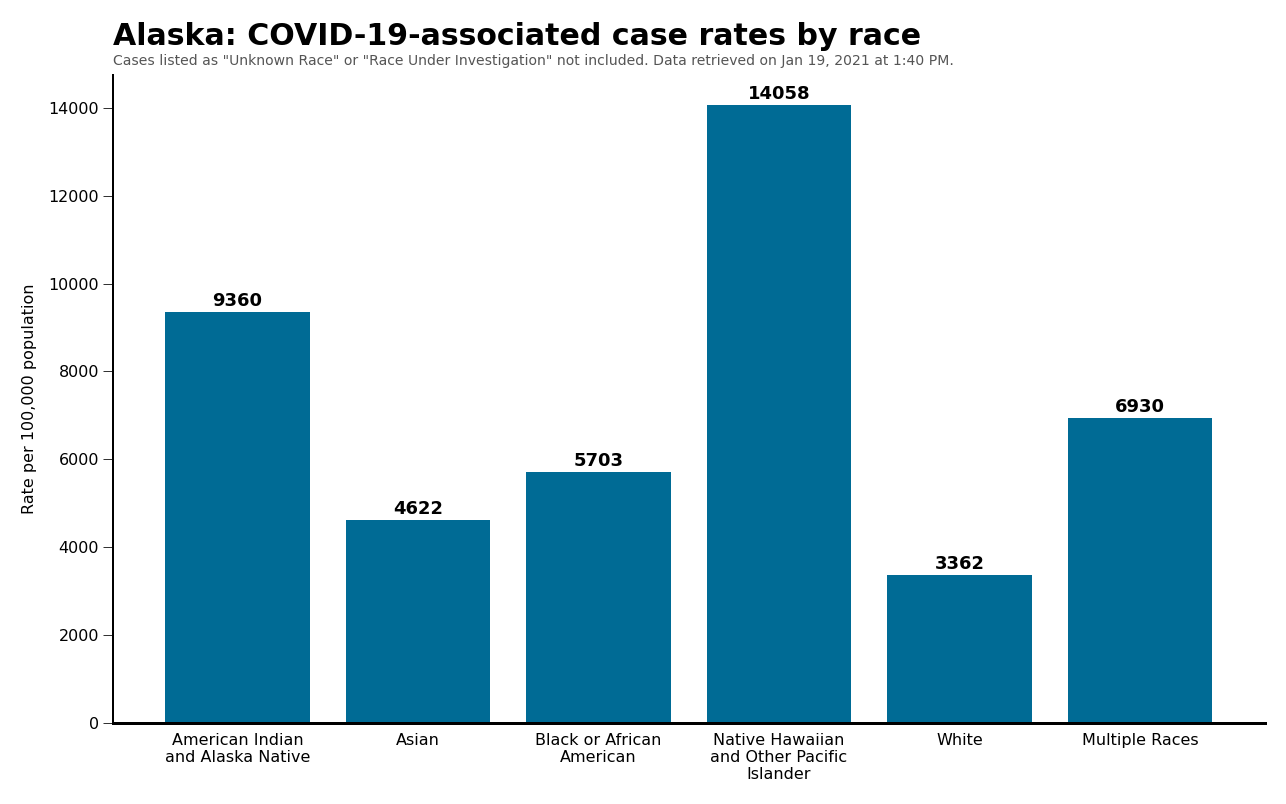 Alaska: COVID-19-associated case rates by race
Cases listed as "Unknown Race" or "Race Under Investigation" not included. Data retrieved on Jan 19, 2021 at 1:40 PM.
Rate per 100,000 population
14000
12000
10000
8000
6000
4000
2000
0
9360
4622
5703
14058
3362
6930
American Indian
and Alaska Native
Asian
Black or African
American
Native Hawaiian
and Other Pacific
Islander
White
Multiple Races